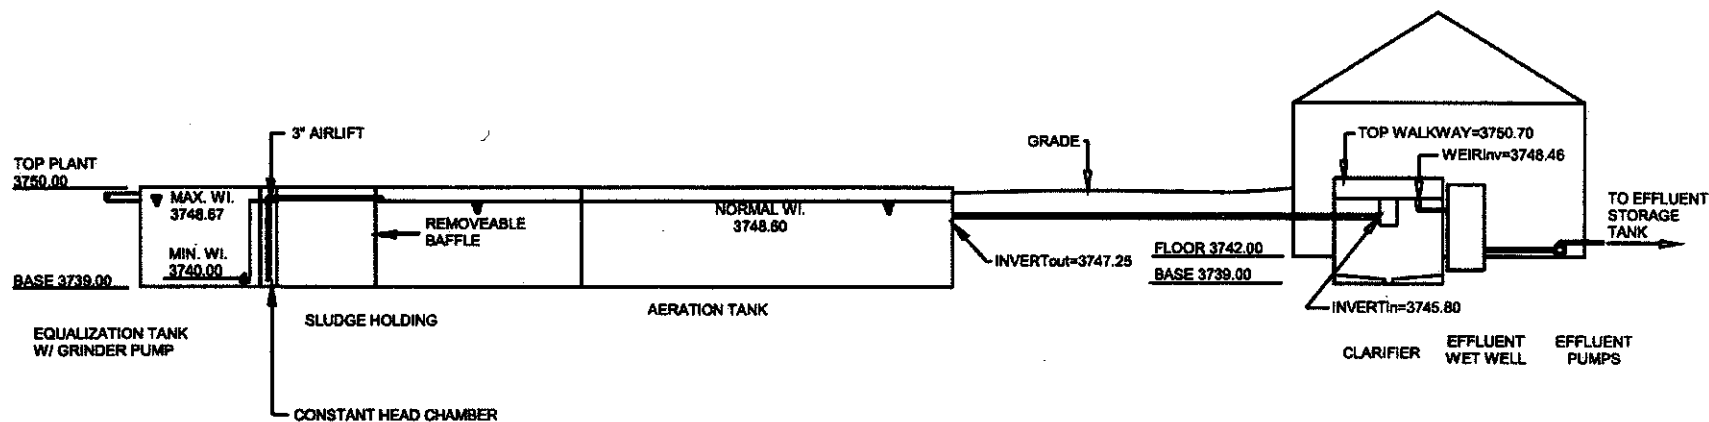 3" AIRLIFT
TOP PLANT
3750.00
MAX. WI.
3748.67
MIN. WI.
3740.00
BASE 3739.00
REMOVEABLE
BAFFLE
NORMAL WI.
3748.60
GRADE
INVERTout=3747.25
TOP WALKWAY=3750.70
WEIRinv=3748.46
FLOOR 3742.00
BASE 3739.00
INVERTin=3745.80
TO EFFLUENT
STORAGE
TANK
EQUALIZATION TANK
W/ GRINDER PUMP
SLUDGE HOLDING
AERATION TANK
CLARIFIER
EFFLUENT
WET WELL
EFFLUENT
PUMPS
CONSTANT HEAD CHAMBER